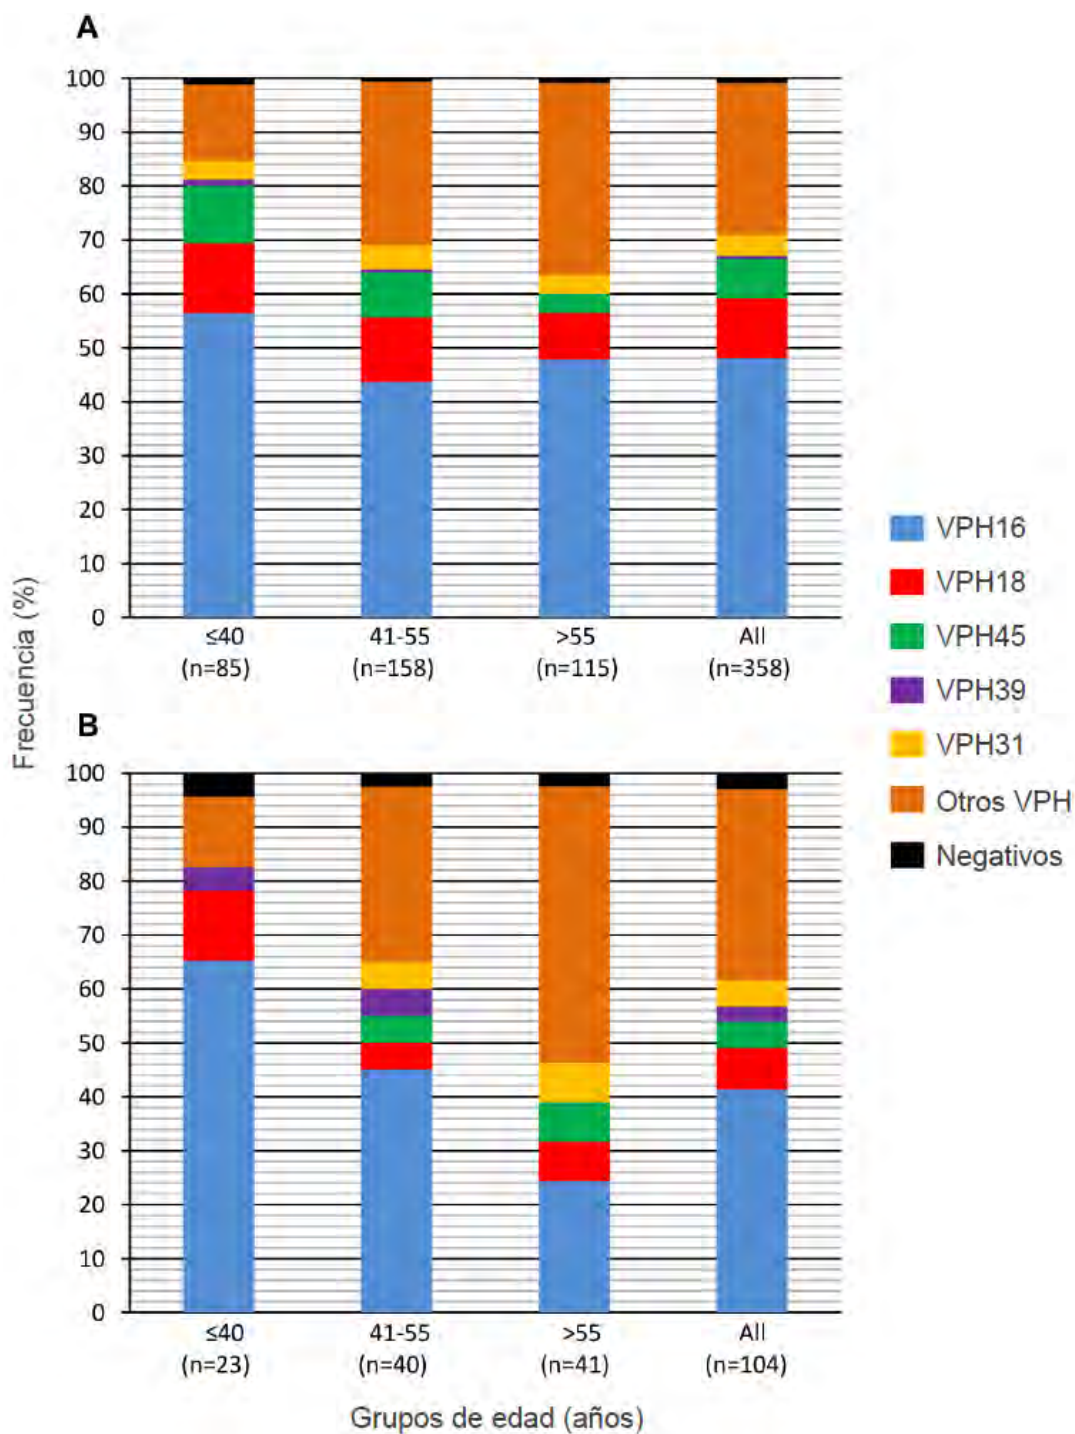 A
100
90
80
70
60
50
40
30
20
10
0
≤40 41-55 >55 All
(n=85) (n=158) (n=115) (n=358)
Frecuencia (%)
VPH16
VPH18
VPH45
VPH39
VPH31
Otros VPH
Negativos
B
100
90
80
70
60
50
40
30
20
10
0
≤40 41-55 >55 All
(n=23) (n=40) (n=41) (n=104)
Grupos de edad (años)